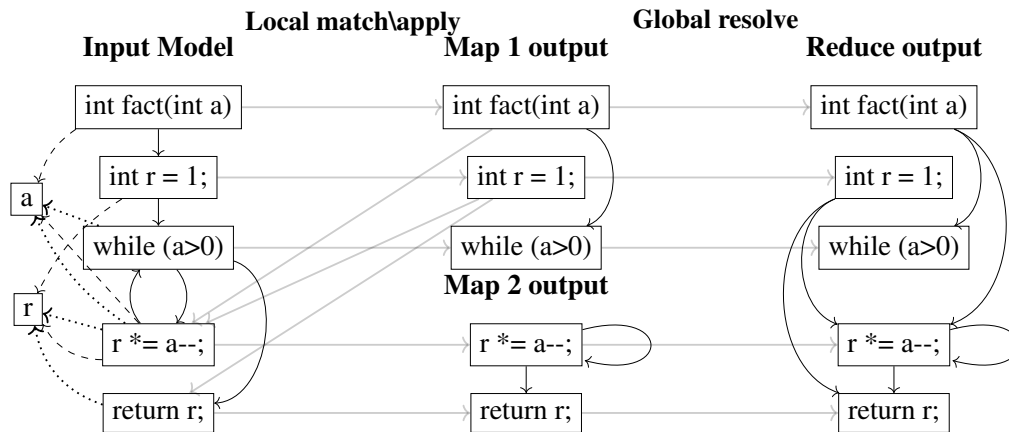 Local match\apply
Global resolve
Input Model
Map 1 output
Reduce output
int fact(int a)
int fact(int a)
int fact(int a)
int r = 1;
int r = 1;
int r = 1;
a
while (a>0)
while (a>0)
while (a>0)
Map 2 output
r
r *= a--;
r *= a--;
r *= a--;
return r;
return r;
return r;